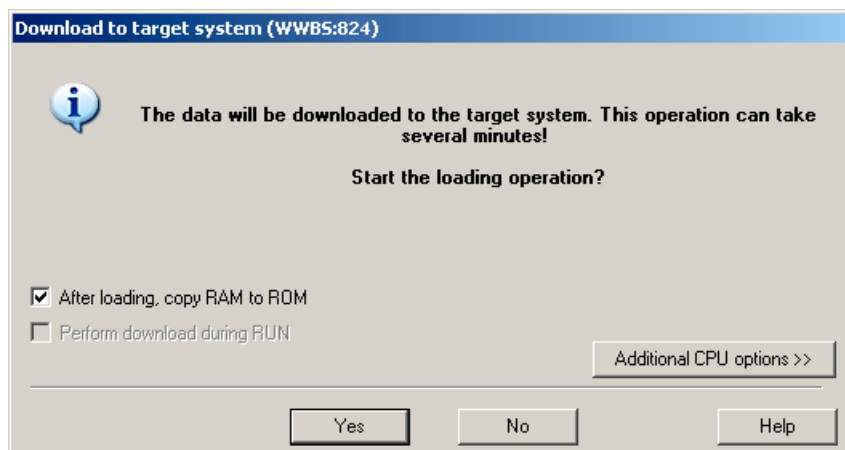 Download to target system (WWBS:824)
The data will be downloaded to the target system. This operation can take
several minutes!
Start the loading operation?
After loading, copy RAM to ROM
Perform download during RUN
Additional CPU options >>
Yes
No
Help